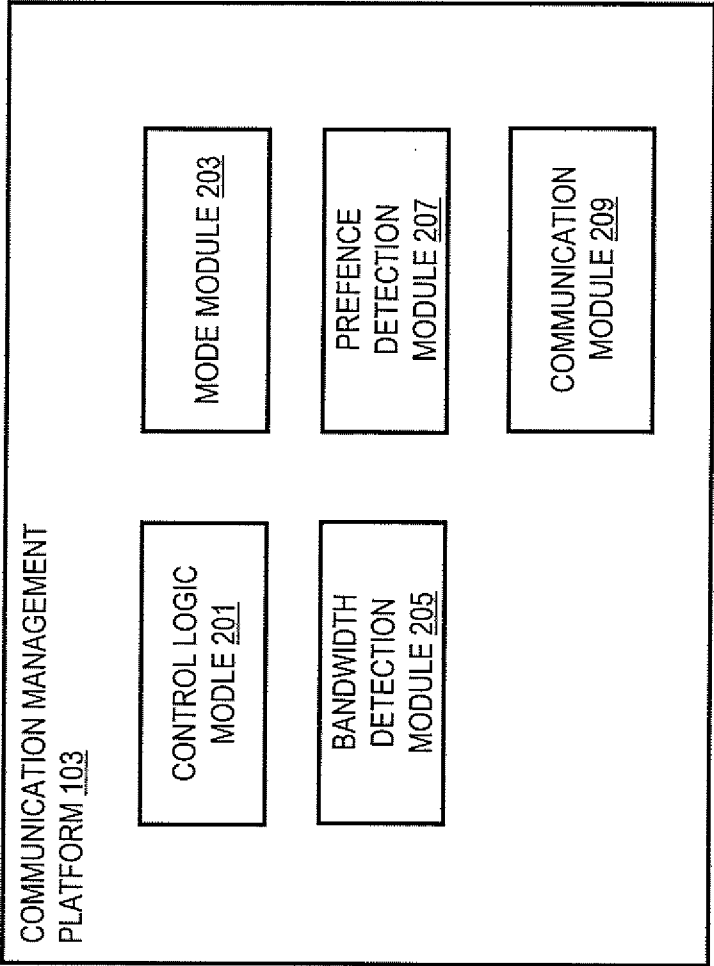 COMMUNICATION MANAGEMENT
PLATFORM 103
CONTROL LOGIC
MODLE 201
MODE MODULE 203
BANDWIDTH
DETECTION
MODULE 205
PREFENCE
DETECTION
MODULE 207
COMMUNICATION
MODULE 209